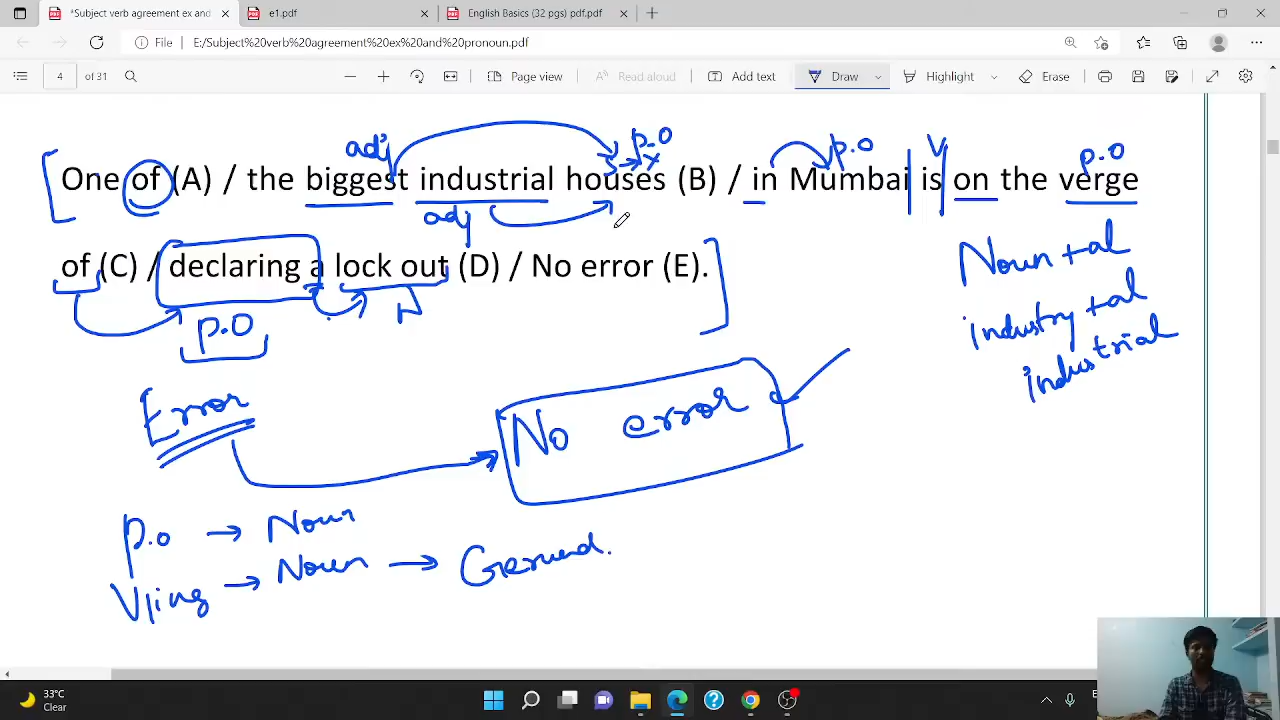 *Subject verb agreement ex an
e1.pdf
English Basics (32 pgs) pdf.pdf
File
E:/Subject%20verb%20agreement%20ex%20and%20pronoun.pdf
4 of 31
Page view
Read aloud
Add text
Draw
Highlight
Erase
adj p.o p.o V p.o
S → x
One of (A) / the biggest industrial houses (B) / in Mumbai is on the verge
adj
of (C) / declaring a lock out (D) / No error (E).
Noun + al
p.o N
industry + al
industrial
Error
No error
p.o → Noun
V1ing → Noun → Gerund.
33°C
Clear